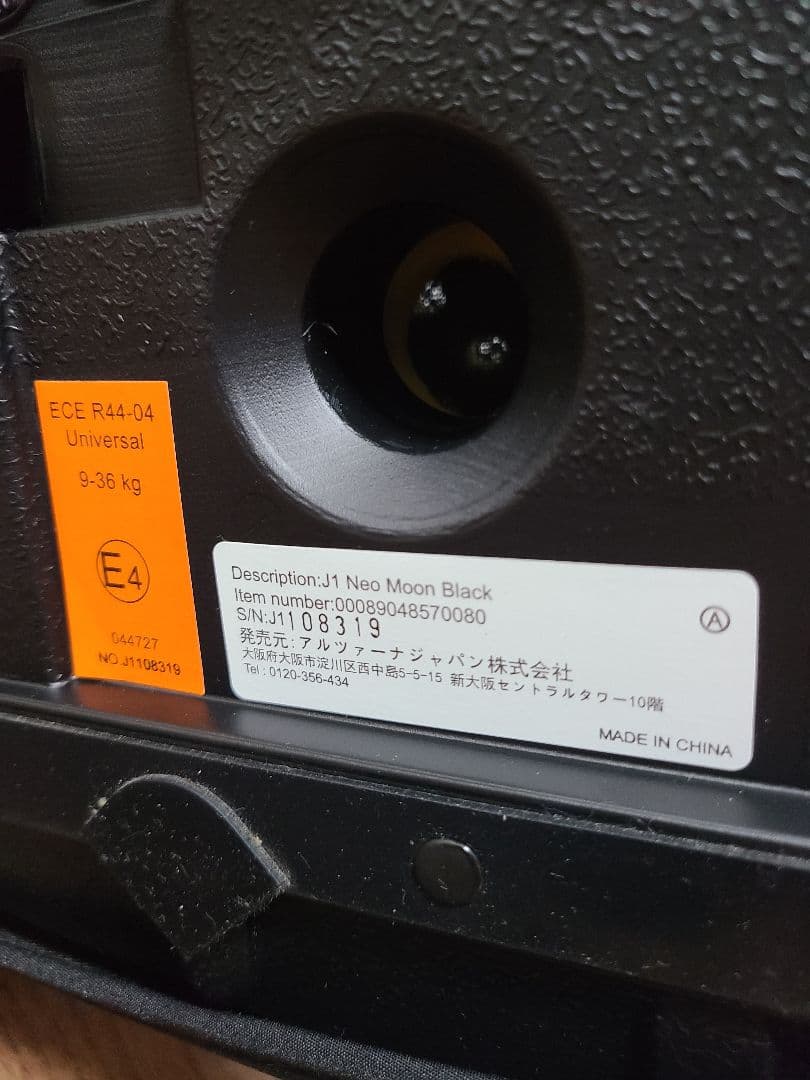 ECE R44-04
Universal
9-36 kg
E4
044727
NO.J1108319
Description:J1 Neo Moon Black
Item number:00089048570080
S/N:J1108319
発売元:アルツァーナジャパン株式会社
大阪府大阪市淀川区西中島5-5-15 新大阪セントラルタワー10階
Tel : 0120-356-434
A
MADE IN CHINA